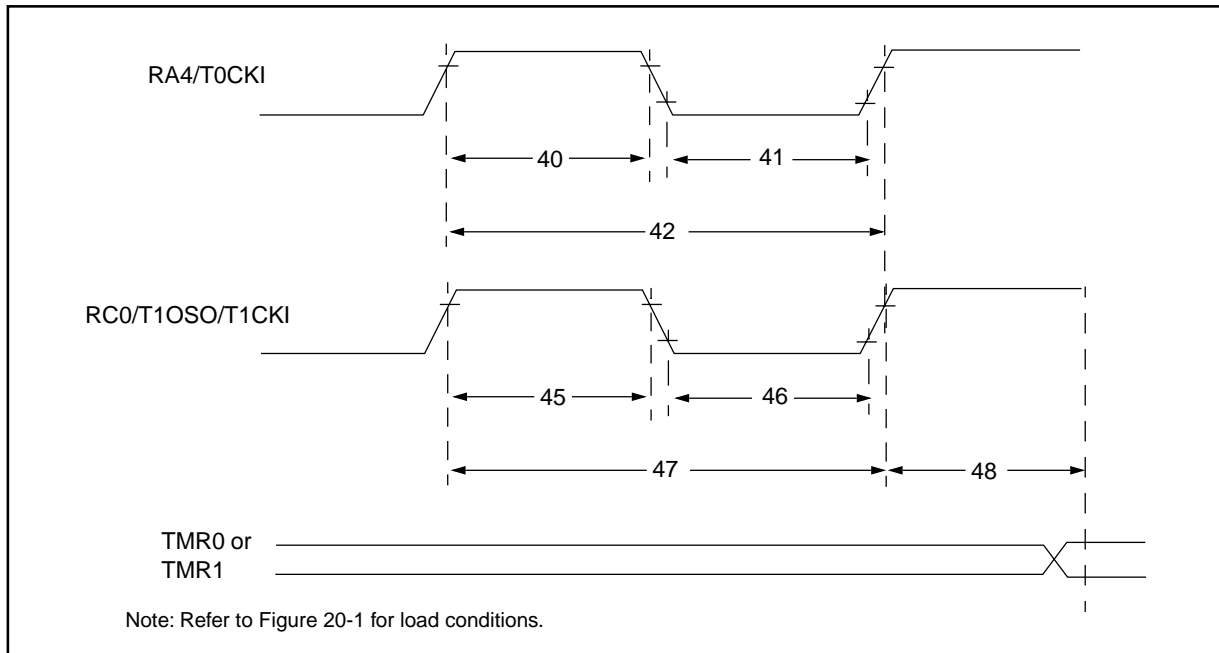 RA4/T0CKI
40
41
42
RC0/T1OSO/T1CKI
45
46
47
48
TMR0 or
TMR1
Note: Refer to Figure 20-1 for load conditions.